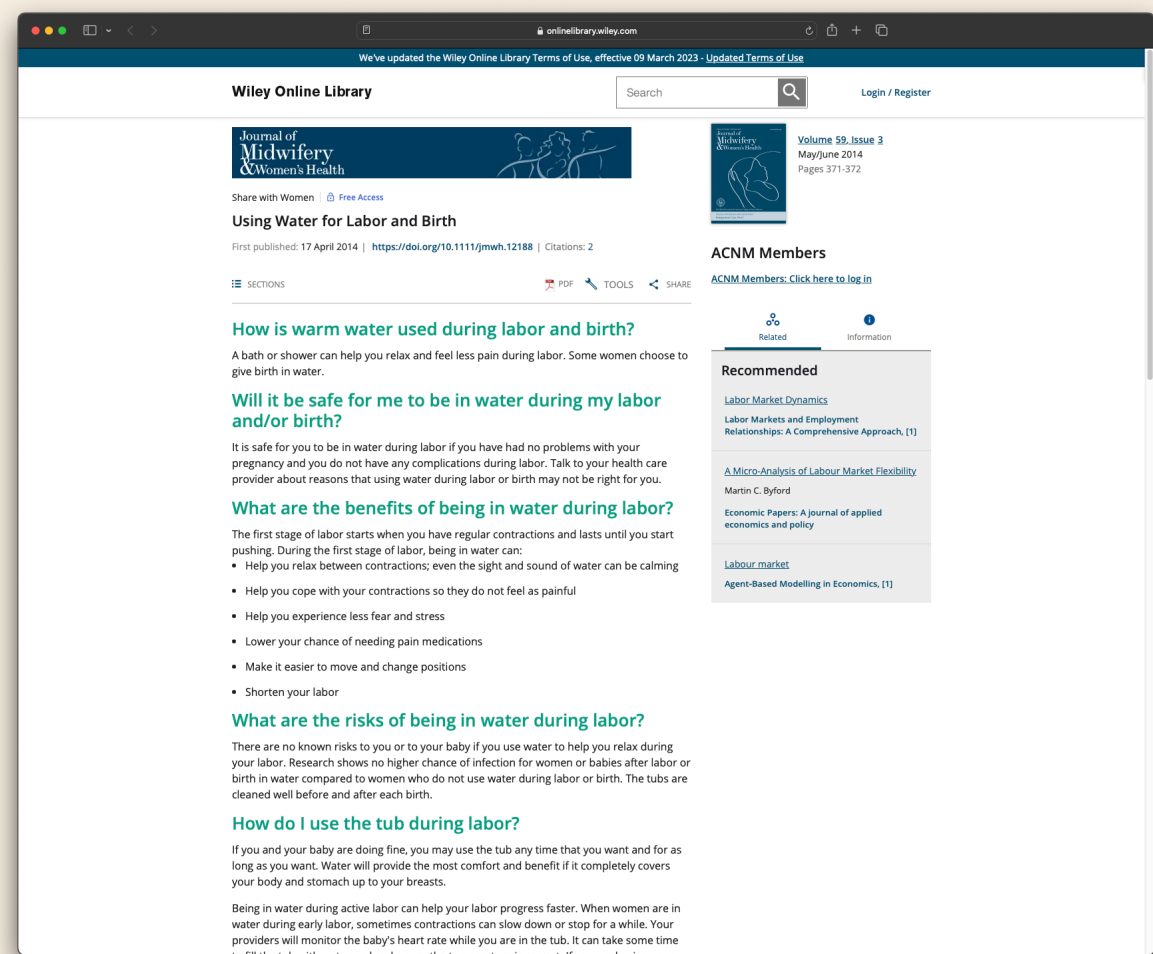 onlinelibrary.wiley.com
We've updated the Wiley Online Library Terms of Use, effective 09 March 2023 - Updated Terms of Use
Wiley Online Library
Search
Login / Register
Journal of
Midwifery
&Women's Health
Volume 59, Issue 3
May/June 2014
Pages 371-372
Share with Women
Free Access
Using Water for Labor and Birth
First published: 17 April 2014 | https://doi.org/10.1111/jmwh.12188 | Citations: 2
SECTIONS
PDF
TOOLS
SHARE
How is warm water used during labor and birth?
A bath or shower can help you relax and feel less pain during labor. Some women choose to
give birth in water.
Will it be safe for me to be in water during my labor
and/or birth?
It is safe for you to be in water during labor if you have had no problems with your
pregnancy and you do not have any complications during labor. Talk to your health care
provider about reasons that using water during labor or birth may not be right for you.
What are the benefits of being in water during labor?
The first stage of labor starts when you have regular contractions and lasts until you start
pushing. During the first stage of labor, being in water can:
• Help you relax between contractions; even the sight and sound of water can be calming
• Help you cope with your contractions so they do not feel as painful
• Help you experience less fear and stress
• Lower your chance of needing pain medications
• Make it easier to move and change positions
• Shorten your labor
What are the risks of being in water during labor?
There are no known risks to you or to your baby if you use water to help you relax during
your labor. Research shows no higher chance of infection for women or babies after labor or
birth in water compared to women who do not use water during labor or birth. The tubs are
cleaned well before and after each birth.
How do I use the tub during labor?
If you and your baby are doing fine, you may use the tub any time that you want and for as
long as you want. Water will provide the most comfort and benefit if it completely covers
your body and stomach up to your breasts.
Being in water during active labor can help your labor progress faster. When women are in
water during early labor, sometimes contractions can slow down or stop for a while. Your
providers will monitor the baby's heart rate while you are in the tub. It can take some time
ACNM Members
ACNM Members: Click here to log in
Related
Information
Recommended
Labor Market Dynamics
Labor Markets and Employment
Relationships: A Comprehensive Approach, [1]
A Micro-Analysis of Labour Market Flexibility
Martin C. Byford
Economic Papers: A journal of applied
economics and policy
Labour market
Agent-Based Modelling in Economics, [1]